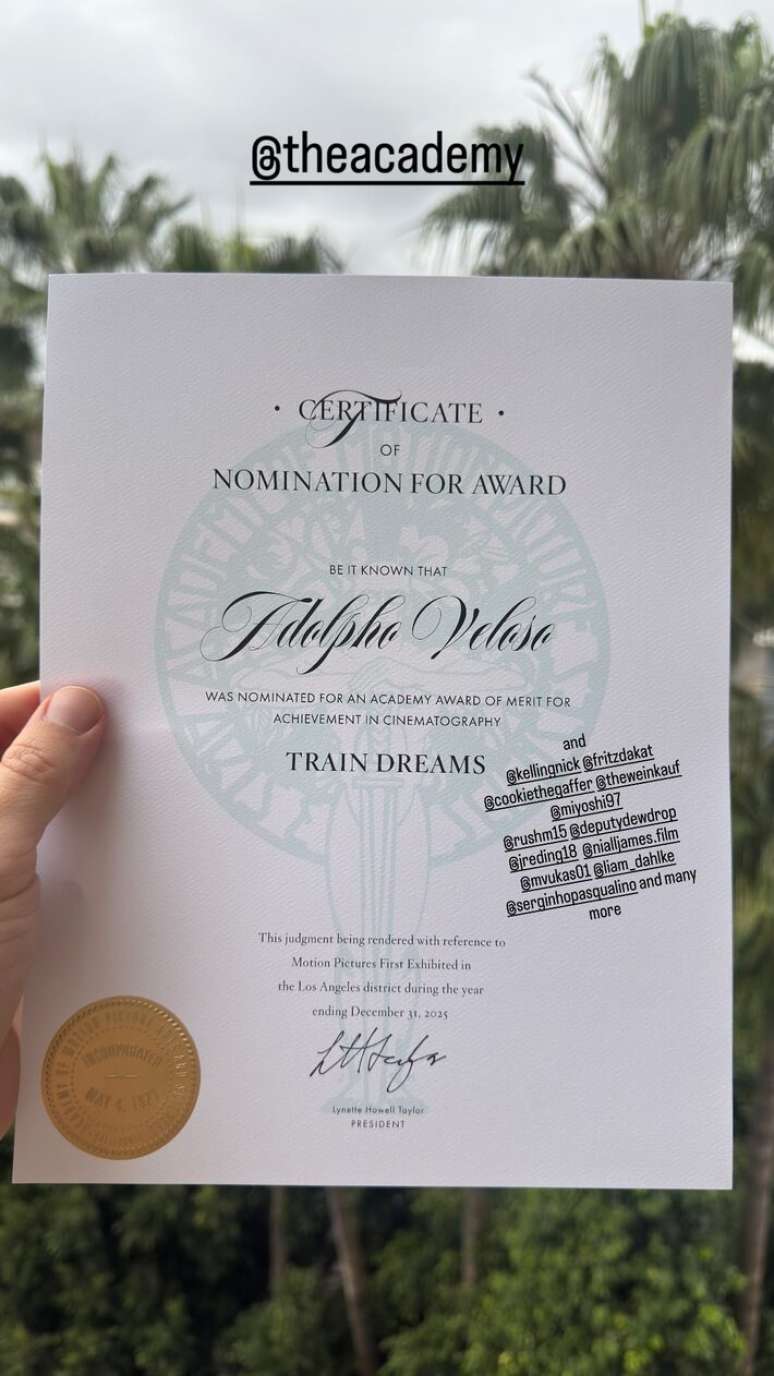 @theacademy
· CERTIFICATE ·
OF
NOMINATION FOR AWARD
BE IT KNOWN THAT
Adolpho Veloso
WAS NOMINATED FOR AN ACADEMY AWARD OF MERIT FOR
ACHIEVEMENT IN CINEMATOGRAPHY
TRAIN DREAMS
and
@kellingnick @fritzdakat
@cookiethegaffer @theweinkauf
@miyoshi97
@rushm15 @deputydewdrop
@jreding18 @nialljames.film
@mvukas01 @liam_dahlke
@serginhopasqualino and many
more
This judgment being rendered with reference to
Motion Pictures First Exhibited in
the Los Angeles district during the year
ending December 31, 2025
Lynette Howell Taylor
PRESIDENT
INCORPORATED
MAY 4, 1927